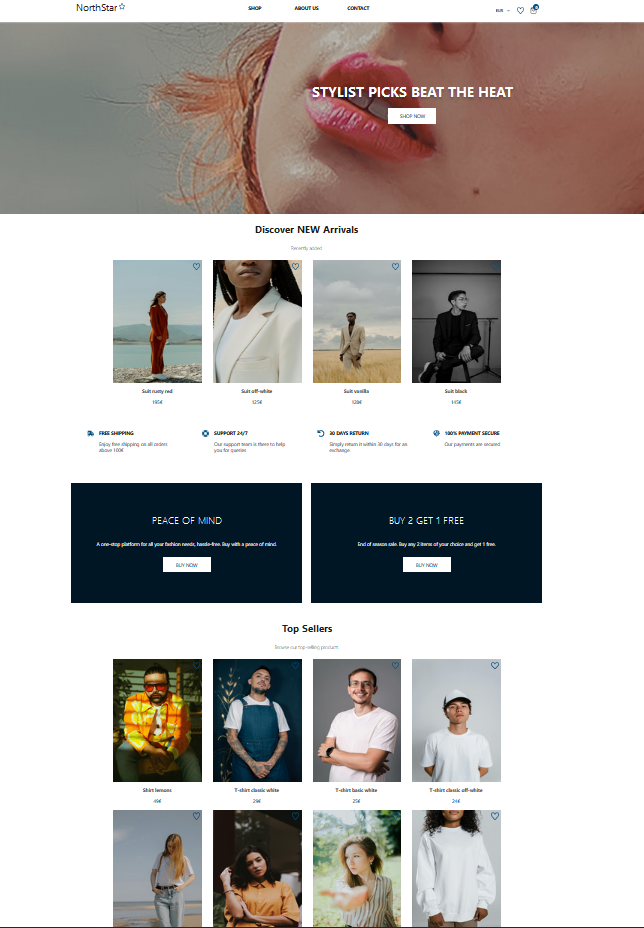 NorthStar
SHOP
ABOUT US
CONTACT
EUR
STYLIST PICKS BEAT THE HEAT
SHOP NOW
Discover NEW Arrivals
Recently added
Suit rusty red
Suit off-white
Suit vanilla
Suit black
195€
125€
128€
145€
FREE SHIPPING
Enjoy free shipping on all orders
above 100€
SUPPORT 24/7
Our support team is there to help
you for queries
30 DAYS RETURN
Simply return it within 30 days for an
exchange
100% PAYMENT SECURE
Our payments are secured
PEACE OF MIND
A one-stop platform for all your fashion needs, hassle-free. Buy with a peace of mind.
BUY NOW
BUY 2 GET 1 FREE
End of season sale. Buy any 2 items of your choice and get 1 free.
BUY NOW
Top Sellers
Browse our top-selling products
Shirt lemons
T-shirt classic white
T-shirt basic white
T-shirt classic off-white
49€
29€
25€
24€